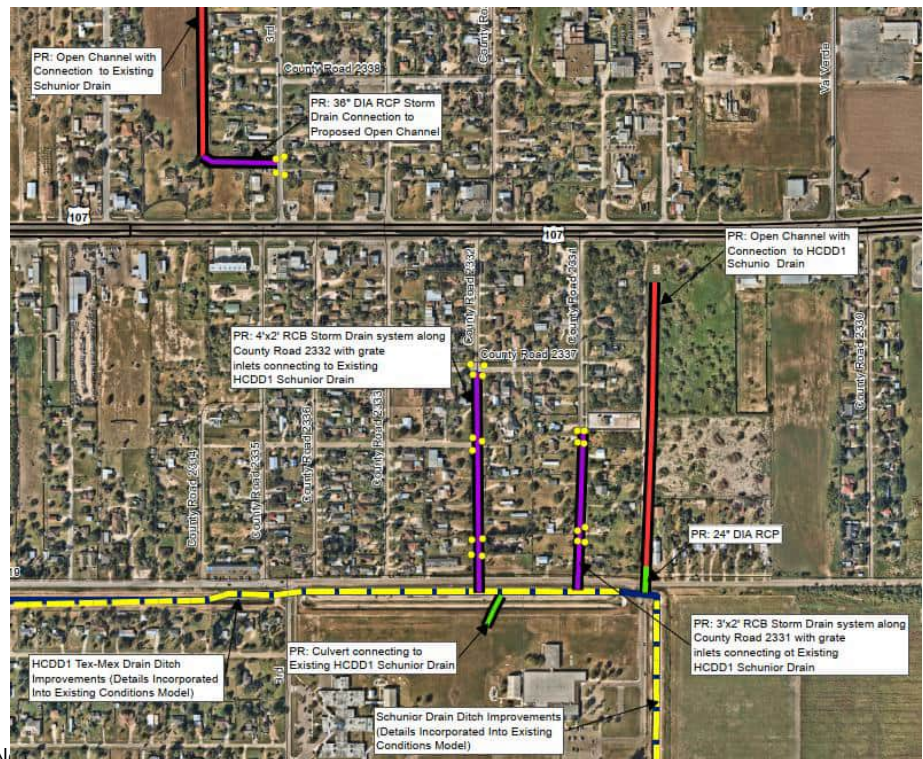 3rd
County Ro
Val Verde
PR: Open Channel with
Connection to Existing
Schunior Drain
County Road 2338
PR: 36" DIA RCP Storm
Drain Connection to
Proposed Open Channel
107
107
PR: Open Channel with
Connection to HCDD1
Schunio Drain
County Road 2332
County Road 2331
PR: 4'x2' RCB Storm Drain system along
County Road 2332 with grate
inlets connecting to Existing
HCDD1 Schunior Drain
County Road 2337
County Road 2330
County Road 2333
County Road 2336
County Road 2335
County Road 2334
PR: 24" DIA RCP
19
PR: 3'x2' RCB Storm Drain system along
County Road 2331 with grate
inlets connecting ot Existing
HCDD1 Schunior Drain
PR: Culvert connecting to
Existing HCDD1 Schunior Drain
HCDD1 Tex-Mex Drain Ditch
Improvements (Details Incorporated
Into Existing Conditions Model)
3rd
Schunior Drain Ditch Improvements
(Details Incorporated Into Existing
Conditions Model)